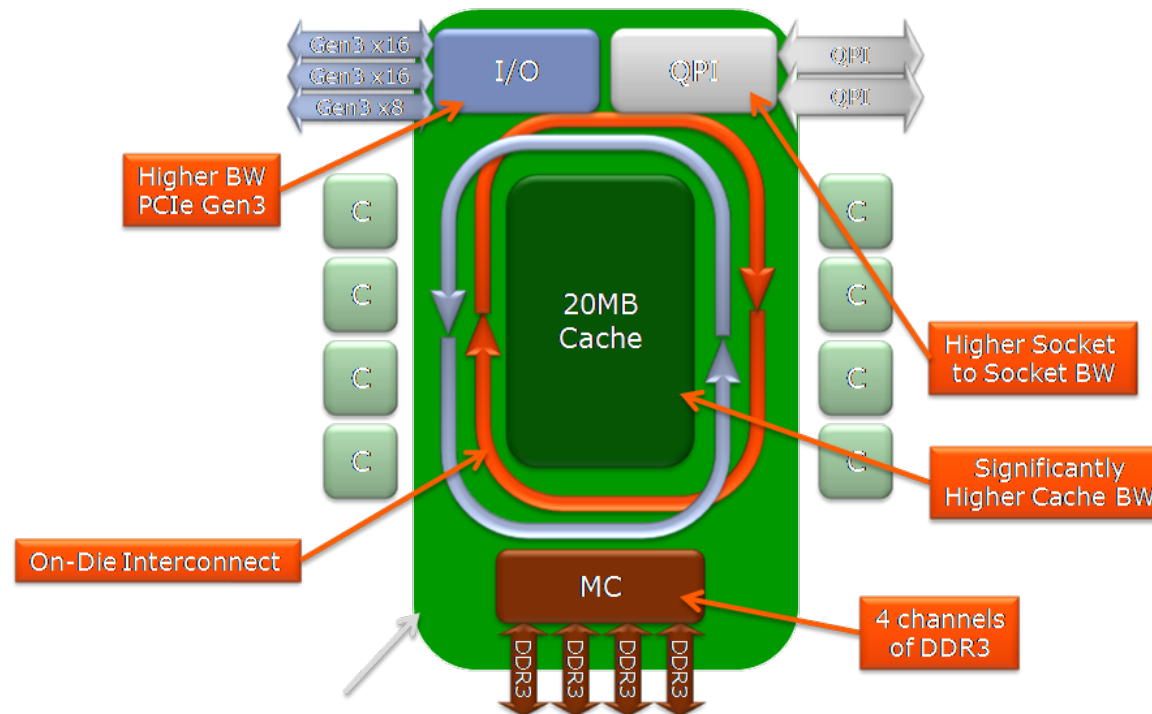 Gen3 x16
Gen3 x16
Gen3 x8
I/O
QPI
QPI
QPI
Higher BW
PCIe Gen3
C
C
C
C
C
C
C
C
20MB
Cache
Higher Socket
to Socket BW
Significantly
Higher Cache BW
On-Die Interconnect
MC
4 channels
of DDR3
DDR3
DDR3
DDR3
DDR3